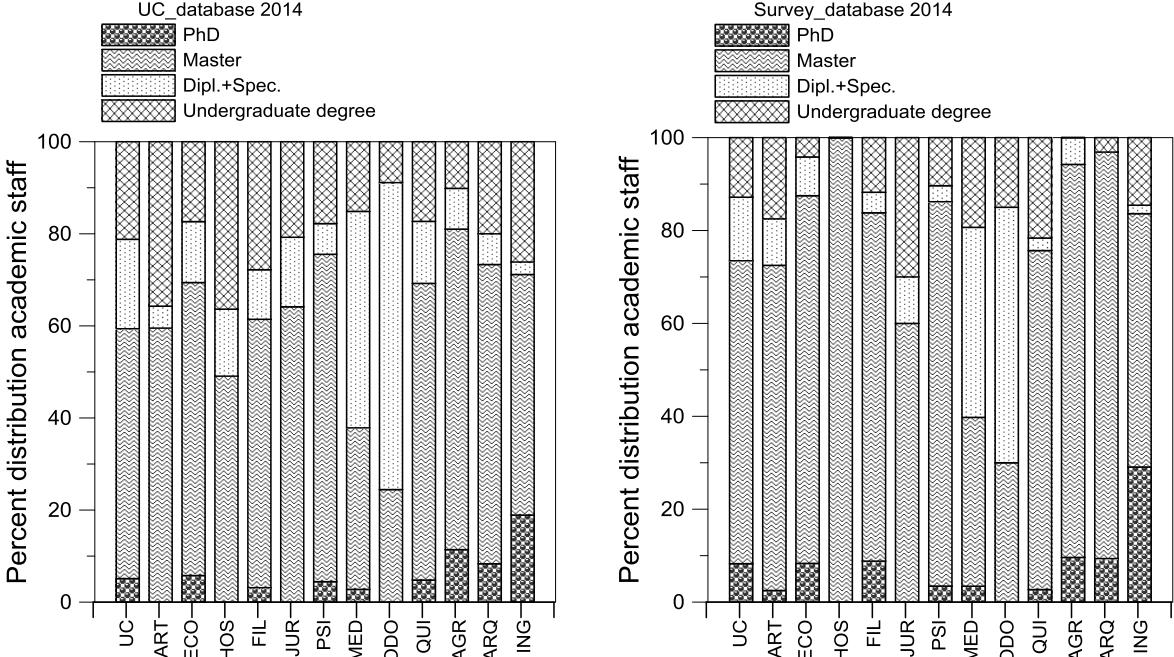 UC_database 2014
PhD
Master
Dipl.+Spec.
Undergraduate degree
Percent distribution academic staff
100
80
60
40
20
0
UC
ART
ECO
HOS
FIL
JUR
PSI
MED
ODO
QUI
AGR
ARQ
ING
Survey_database 2014
PhD
Master
Dipl.+Spec.
Undergraduate degree
Percent distribution academic staff
100
80
60
40
20
0
UC
ART
ECO
HOS
FIL
JUR
PSI
MED
ODO
QUI
AGR
ARQ
ING